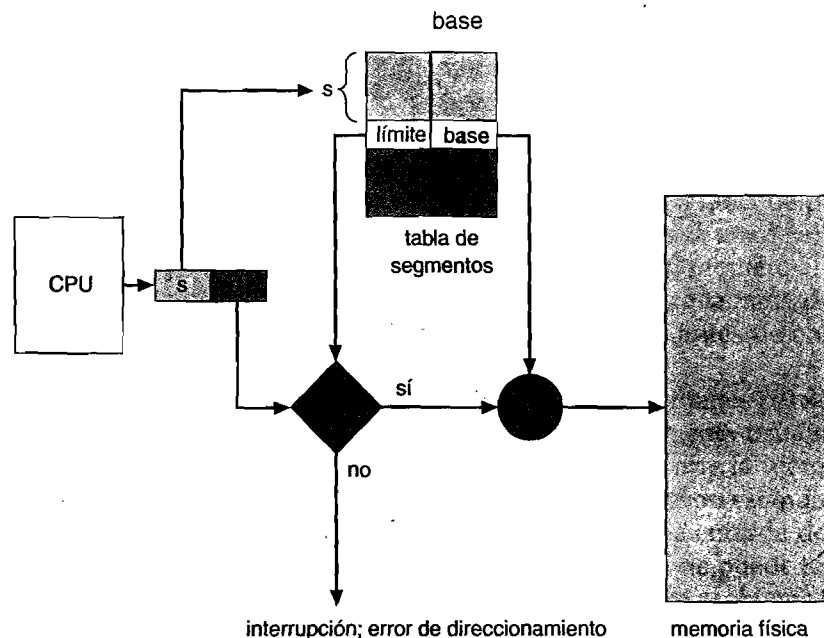 base
s
límite base
tabla de
segmentos
CPU
s
sí
no
interrupción; error de direccionamiento
memoria física